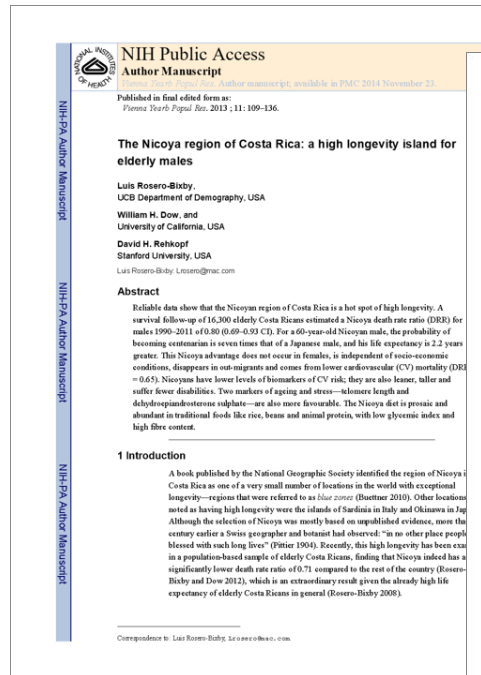 NATIONAL INSTITUTES OF HEALTH
NIH Public Access
Author Manuscript
Vienna Yearb Popul Res. Author manuscript; available in PMC 2014 November 23.
Published in final edited form as:
Vienna Yearb Popul Res. 2013 ; 11: 109–136.
The Nicoya region of Costa Rica: a high longevity island for
elderly males
Luis Rosero-Bixby,
UCB Department of Demography, USA
William H. Dow, and
University of California, USA
David H. Rehkopf
Stanford University, USA
Luis Rosero-Bixby: Lrosero@mac.com
Abstract
Reliable data show that the Nicoyan region of Costa Rica is a hot spot of high longevity. A
survival follow-up of 16,300 elderly Costa Ricans estimated a Nicoya death rate ratio (DRR) for
males 1990–2011 of 0.80 (0.69–0.93 CI). For a 60-year-old Nicoyan male, the probability of
becoming centenarian is seven times that of a Japanese male, and his life expectancy is 2.2 years
greater. This Nicoya advantage does not occur in females, is independent of socio-economic
conditions, disappears in out-migrants and comes from lower cardiovascular (CV) mortality (DRR
= 0.65). Nicoyans have lower levels of biomarkers of CV risk; they are also leaner, taller and
suffer fewer disabilities. Two markers of ageing and stress—telomere length and
dehydroepiandrosterone sulphate—are also more favourable. The Nicoya diet is prosaic and
abundant in traditional foods like rice, beans and animal protein, with low glycemic index and
high fibre content.
1 Introduction
A book published by the National Geographic Society identified the region of Nicoya i
Costa Rica as one of a very small number of locations in the world with exceptional
longevity—regions that were referred to as blue zones (Buettner 2010). Other locations
noted as having high longevity were the islands of Sardinia in Italy and Okinawa in Jap
Although the selection of Nicoya was mostly based on unpublished evidence, more tha
century earlier a Swiss geographer and botanist had observed: “in no other place people
blessed with such long lives” (Pittier 1904). Recently, this high longevity has been exa
in a population-based sample of elderly Costa Ricans, finding that Nicoya indeed has a
significantly lower death rate ratio of 0.71 compared to the rest of the country (Rosero-
Bixby and Dow 2012), which is an extraordinary result given the already high life
expectancy of elderly Costa Ricans in general (Rosero-Bixby 2008).
Correspondence to: Luis Rosero-Bixby, Lrosero@mac.com
NIH-PA Author Manuscript
NIH-PA Author Manuscript
NIH-PA Author Manuscript